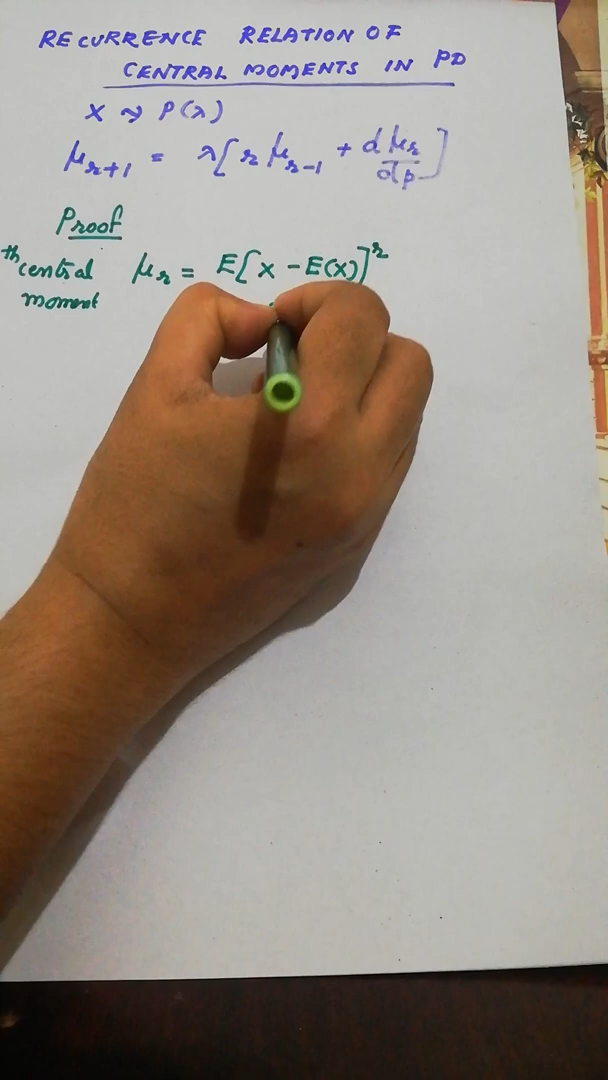 RECURRENCE RELATION OF
CENTRAL MOMENTS IN PD
X ~ P(λ)
μr+1 = λ[r μr-1 + dμr/dp]
Proof
th central μr = E[x - E(x)]^r
moment